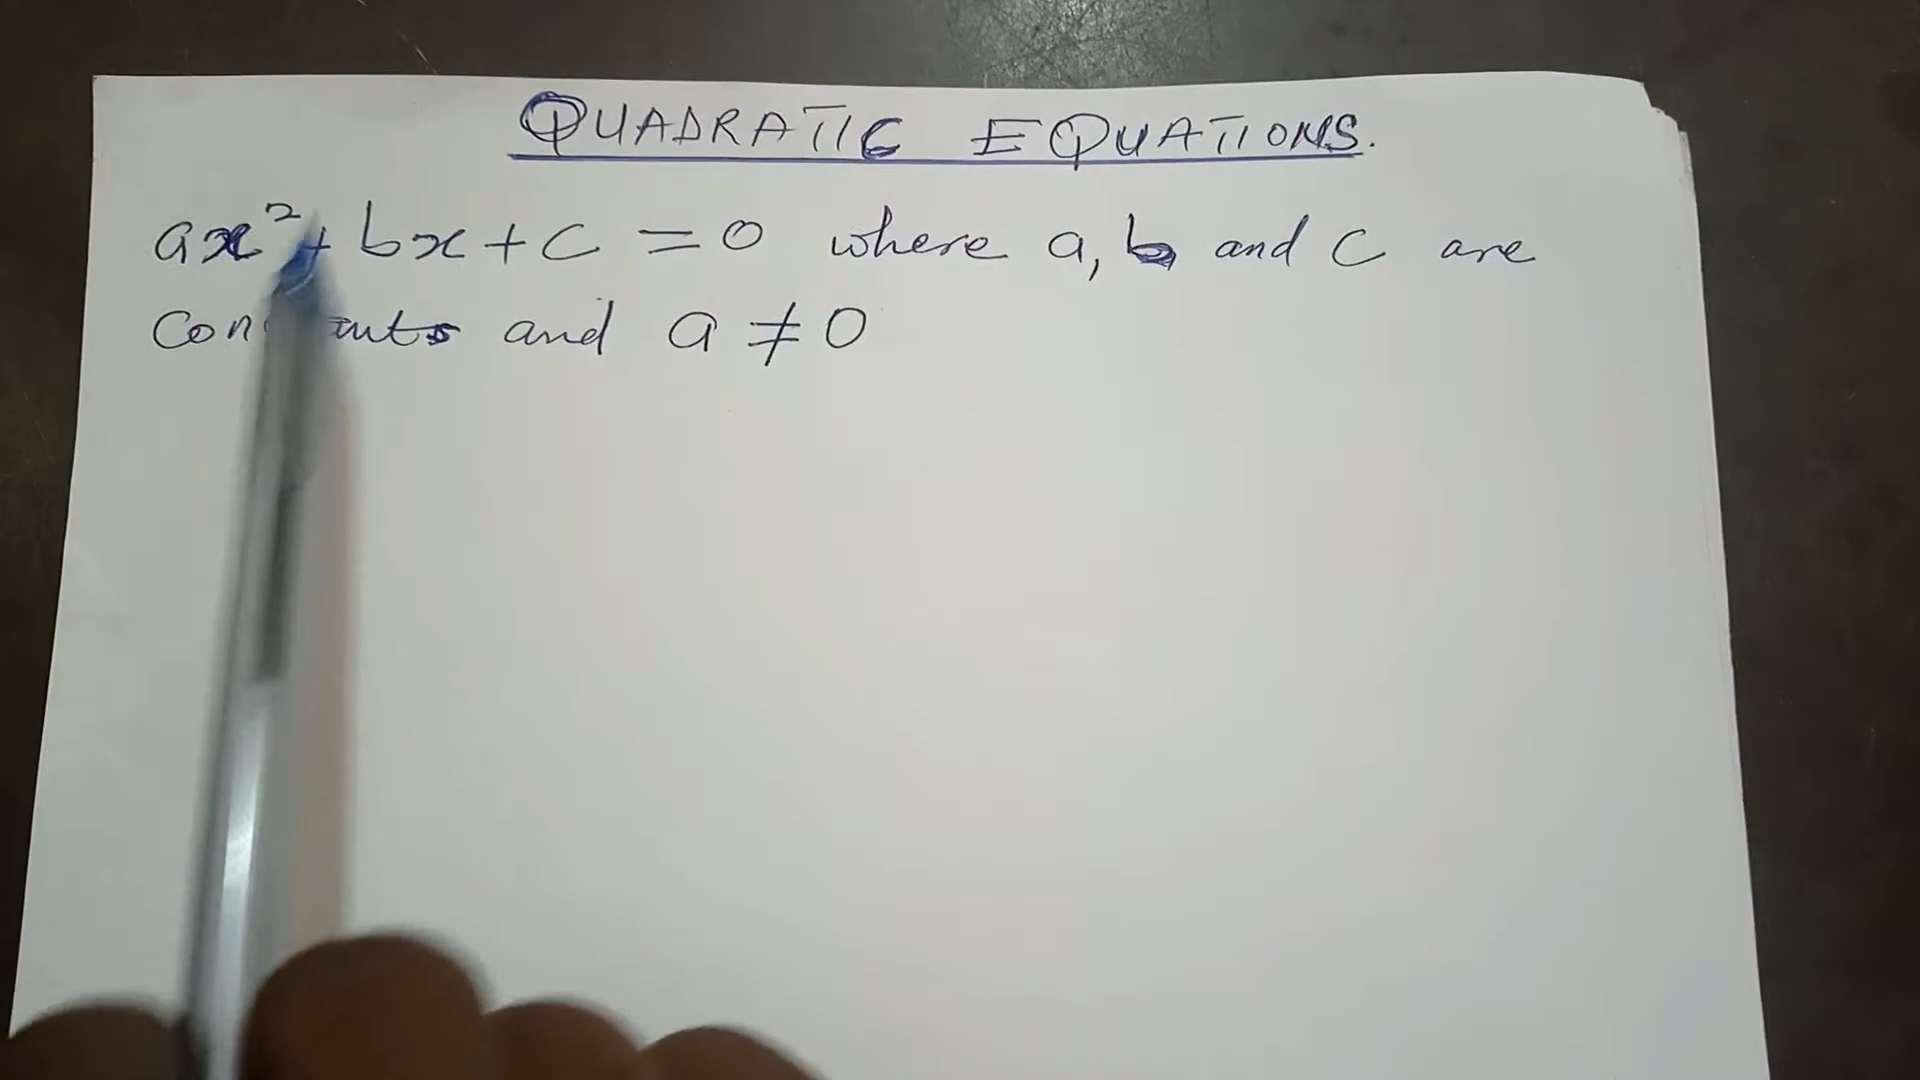 QUADRATIC EQUATIONS.
ax² + bx + c = 0 where a, b and c are
and a ≠ 0